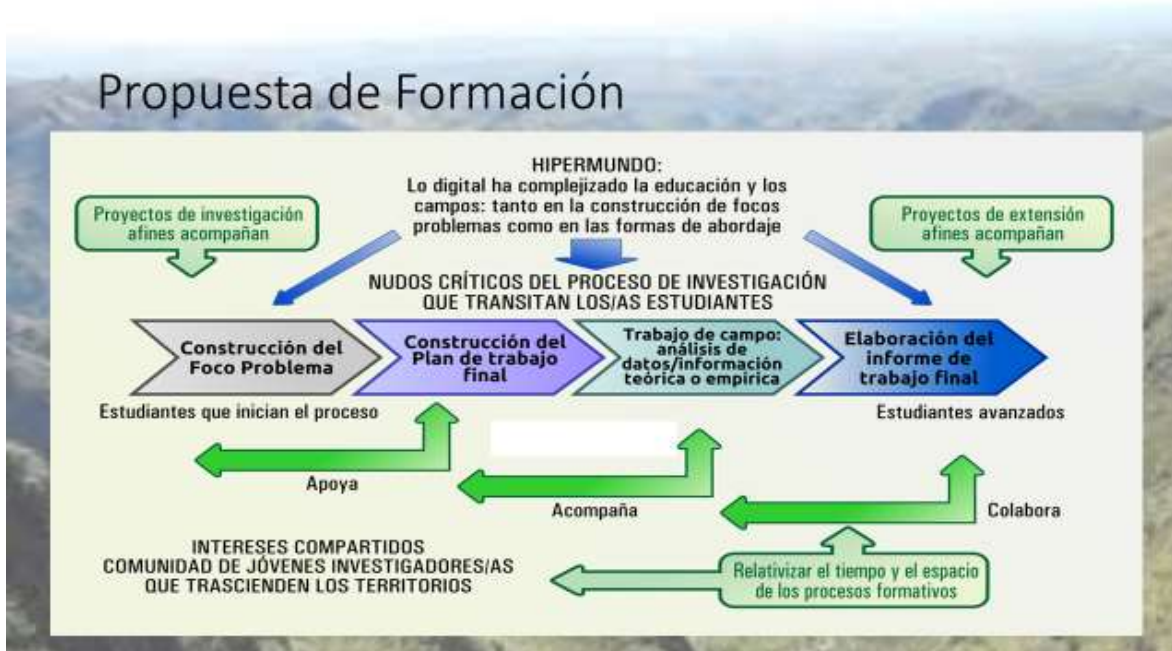 Propuesta de Formación
HIPERMUNDO:
Lo digital ha complejizado la educación y los
campos: tanto en la construcción de focos
problemas como en las formas de abordaje
Proyectos de investigación
afines acompañan
Proyectos de extensión
afines acompañan
NUDOS CRÍTICOS DEL PROCESO DE INVESTIGACIÓN
QUE TRANSITAN LOS/AS ESTUDIANTES
Construcción del
Foco Problema
Construcción del
Plan de trabajo
final
Trabajo de campo:
análisis de
datos/información
teórica o empírica
Elaboración del
informe de
trabajo final
Estudiantes que inician el proceso
Estudiantes avanzados
Apoya
Acompaña
Colabora
INTERESES COMPARTIDOS
COMUNIDAD DE JÓVENES INVESTIGADORES/AS
QUE TRASCIENDEN LOS TERRITORIOS
Relativizar el tiempo y el espacio
de los procesos formativos